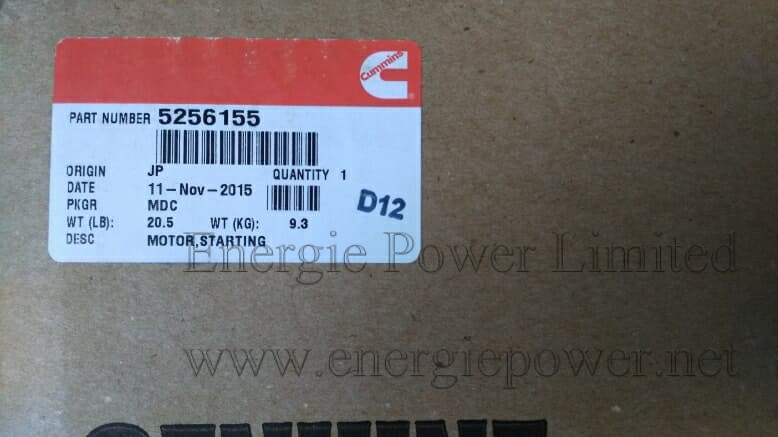 Cummins
PART NUMBER 5256155
ORIGIN JP QUANTITY 1
DATE 11-Nov-2015
PKGR MDC
WT (LB): 20.5 WT (KG): 9.3
DESC MOTOR,STARTING
D12
Energie Power Limited
www.energiepower.net
GENUINE